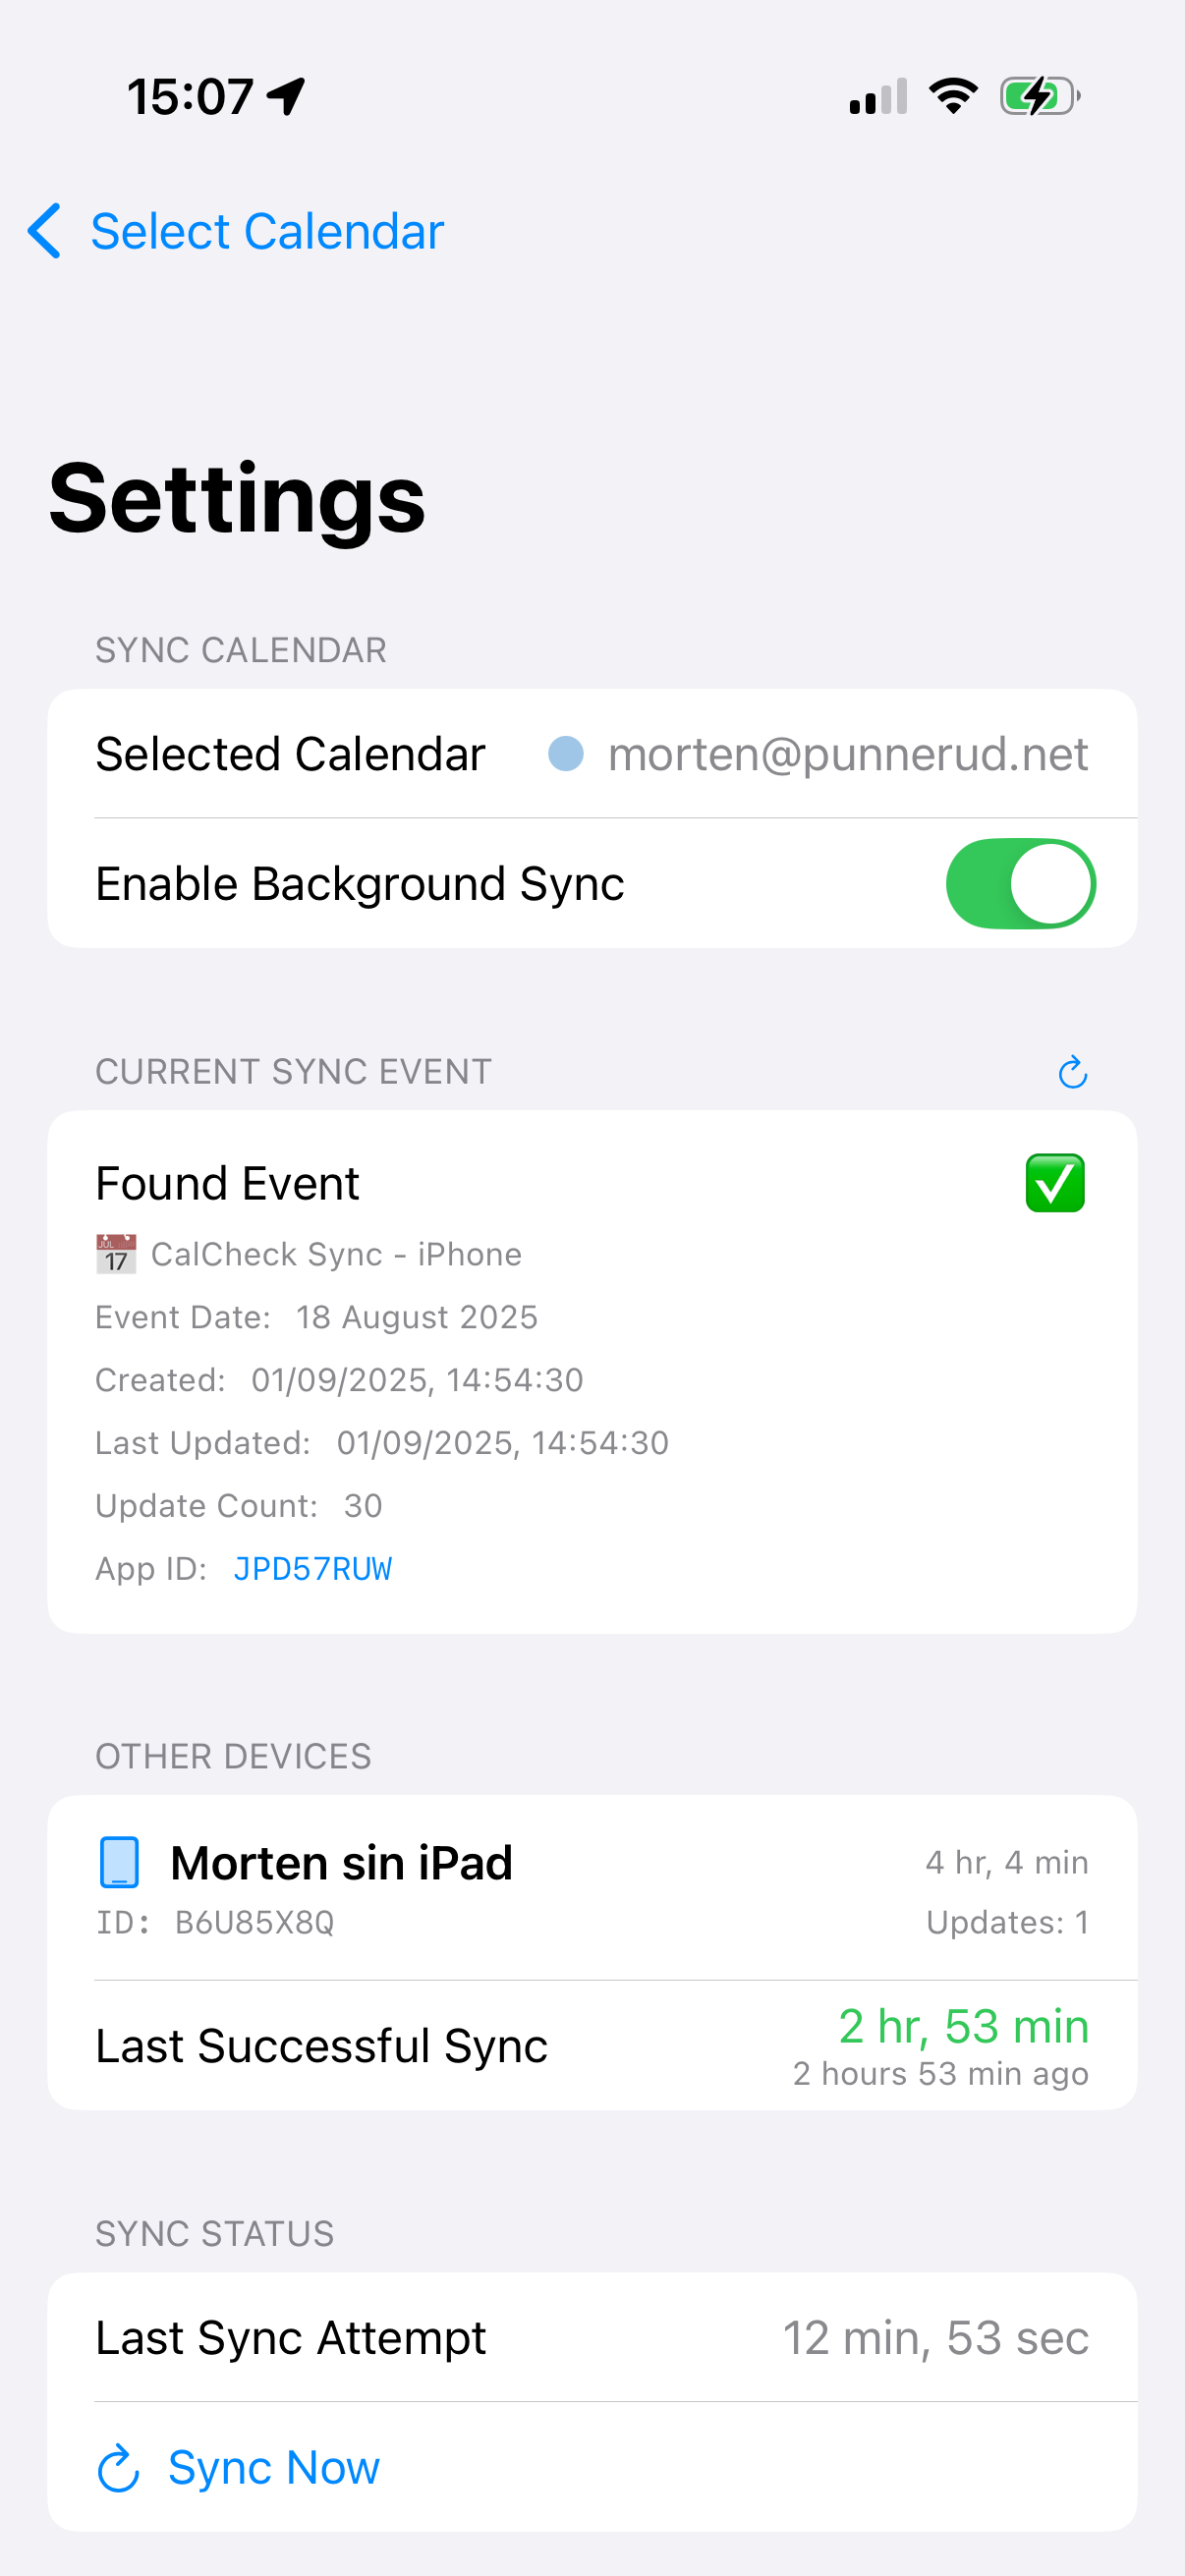 15:07
Select Calendar
Settings
SYNC CALENDAR
Selected Calendar morten@punnerud.net
Enable Background Sync
CURRENT SYNC EVENT
Found Event
JUL 17 CalCheck Sync - iPhone
Event Date: 18 August 2025
Created: 01/09/2025, 14:54:30
Last Updated: 01/09/2025, 14:54:30
Update Count: 30
App ID: JPD57RUW
OTHER DEVICES
Morten sin iPad 4 hr, 4 min
ID: B6U85X8Q Updates: 1
Last Successful Sync 2 hr, 53 min
2 hours 53 min ago
SYNC STATUS
Last Sync Attempt 12 min, 53 sec
Sync Now